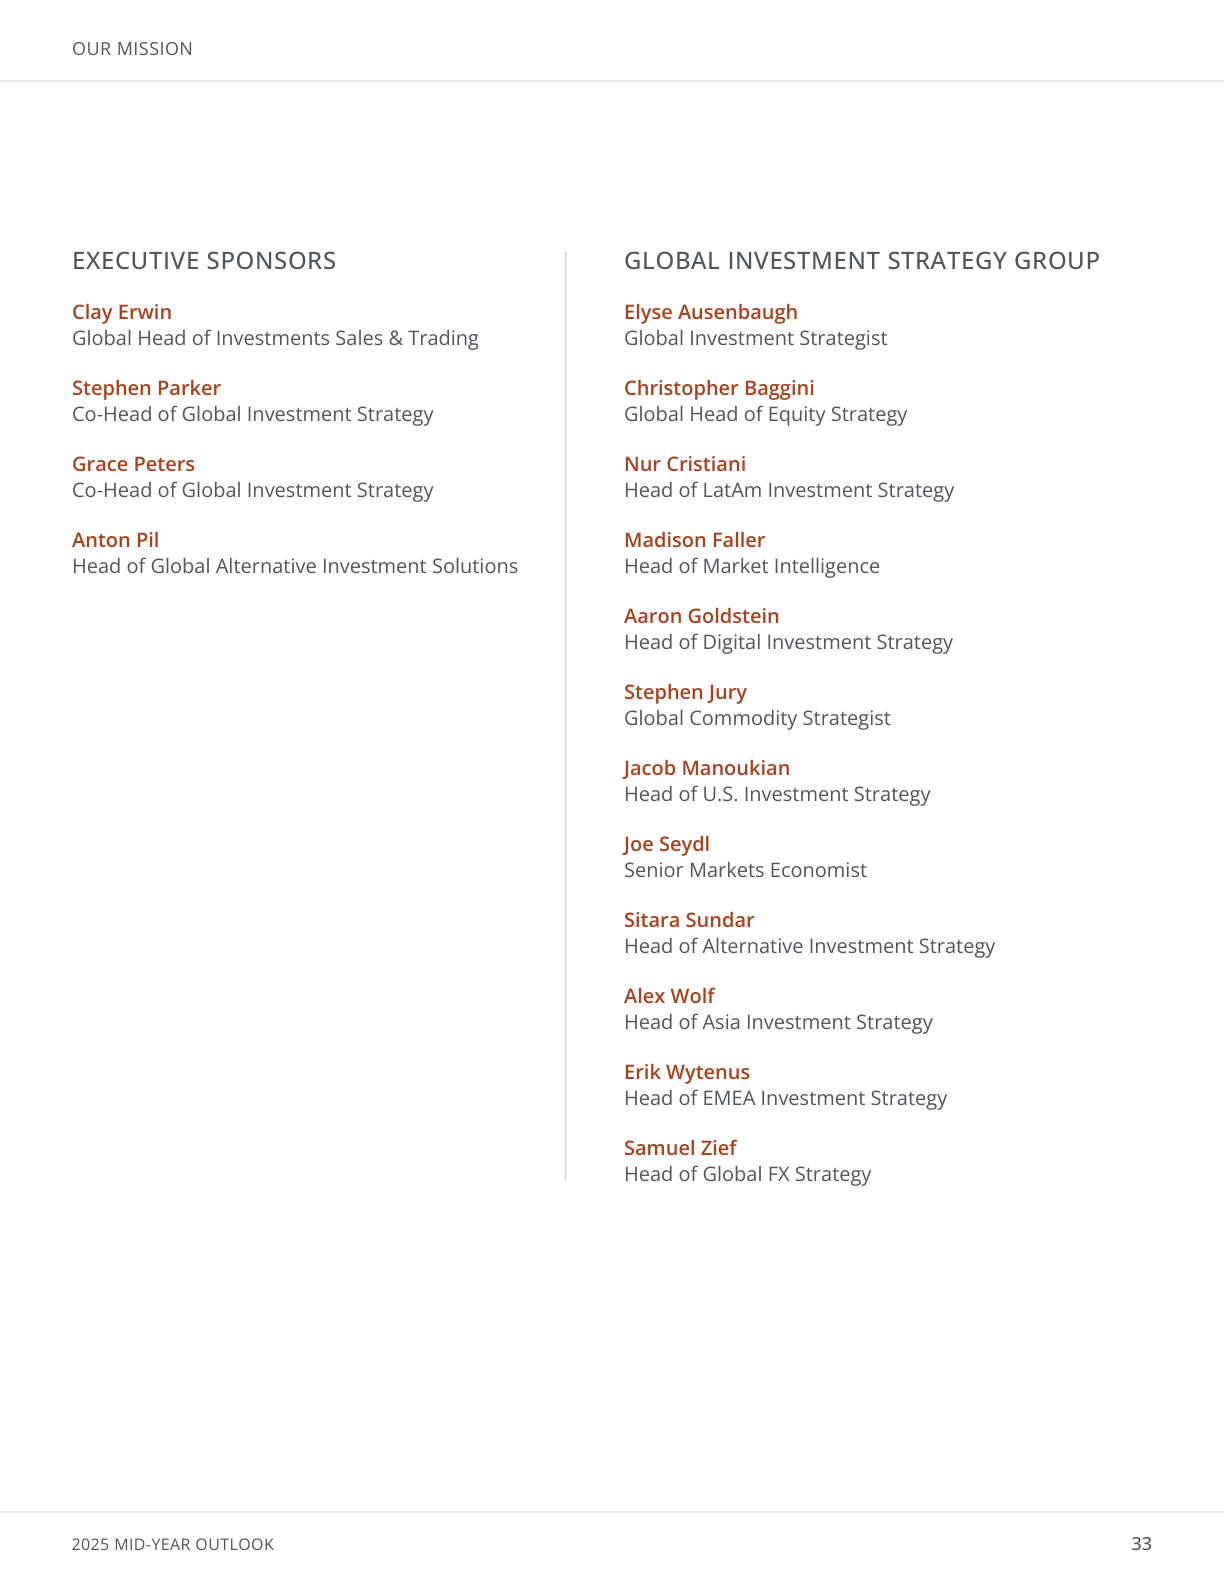 OUR MISSION
EXECUTIVE SPONSORS
Clay Erwin
Global Head of Investments Sales & Trading
Stephen Parker
Co-Head of Global Investment Strategy
Grace Peters
Co-Head of Global Investment Strategy
Anton Pil
Head of Global Alternative Investment Solutions
GLOBAL INVESTMENT STRATEGY GROUP
Elyse Ausenbaugh
Global Investment Strategist
Christopher Baggini
Global Head of Equity Strategy
Nur Cristiani
Head of LatAm Investment Strategy
Madison Faller
Head of Market Intelligence
Aaron Goldstein
Head of Digital Investment Strategy
Stephen Jury
Global Commodity Strategist
Jacob Manoukian
Head of U.S. Investment Strategy
Joe Seydl
Senior Markets Economist
Sitara Sundar
Head of Alternative Investment Strategy
Alex Wolf
Head of Asia Investment Strategy
Erik Wytenus
Head of EMEA Investment Strategy
Samuel Zief
Head of Global FX Strategy
2025 MID-YEAR OUTLOOK
33